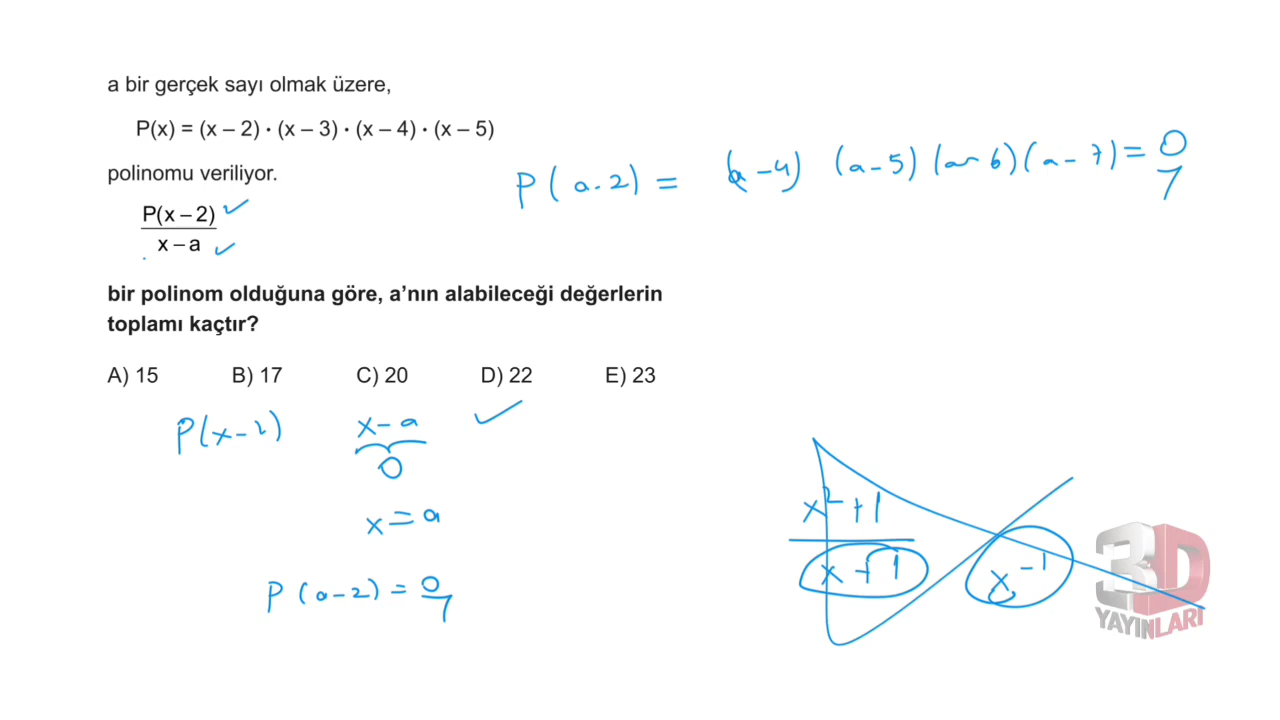 a bir gerçek sayı olmak üzere,
P(x) = (x – 2) · (x – 3) · (x – 4) · (x – 5)
polinomu veriliyor.
P(x – 2)
x – a
bir polinom olduğuna göre, a'nın alabileceği değerlerin
toplamı kaçtır?
A) 15 B) 17 C) 20 D) 22 E) 23
P(a-2) = (a-4) (a-5) (a-6) (a-7) = 0
P(x-2) x-a
0
x = a
P(a-2) = 0
x²+1
x+1 x⁻¹
3D
YAYINLARI